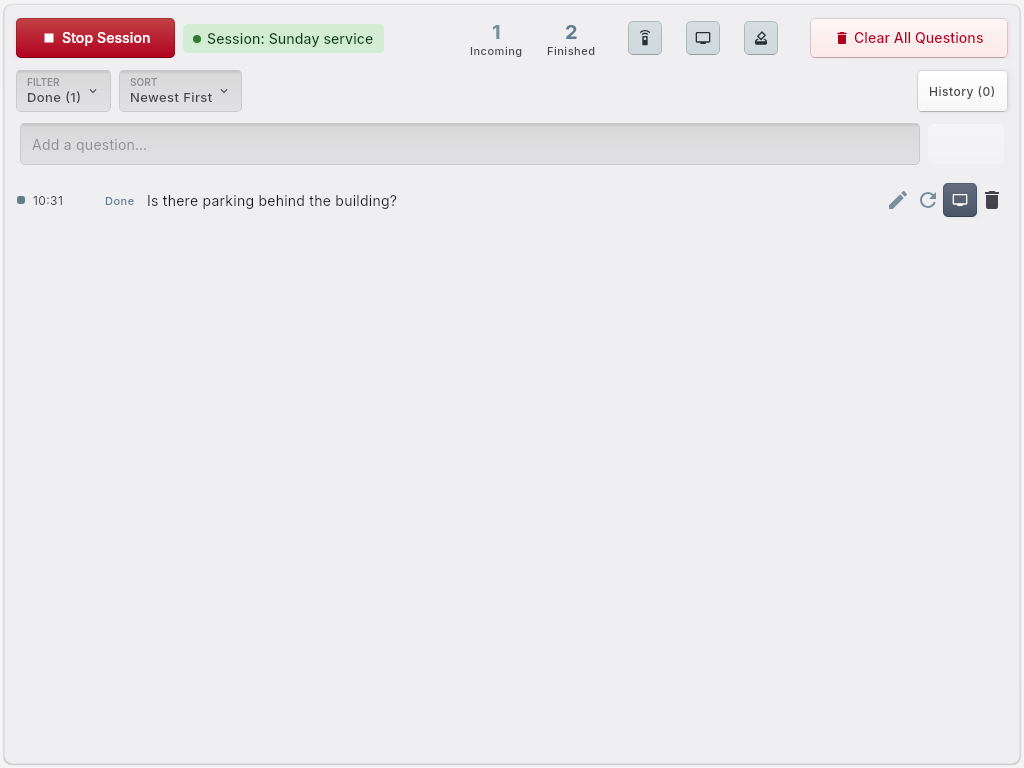 Stop Session
Session: Sunday service
1
Incoming
2
Finished
Clear All Questions
FILTER
Done (1)
SORT
Newest First
History (0)
Add a question...
10:31 Done Is there parking behind the building?